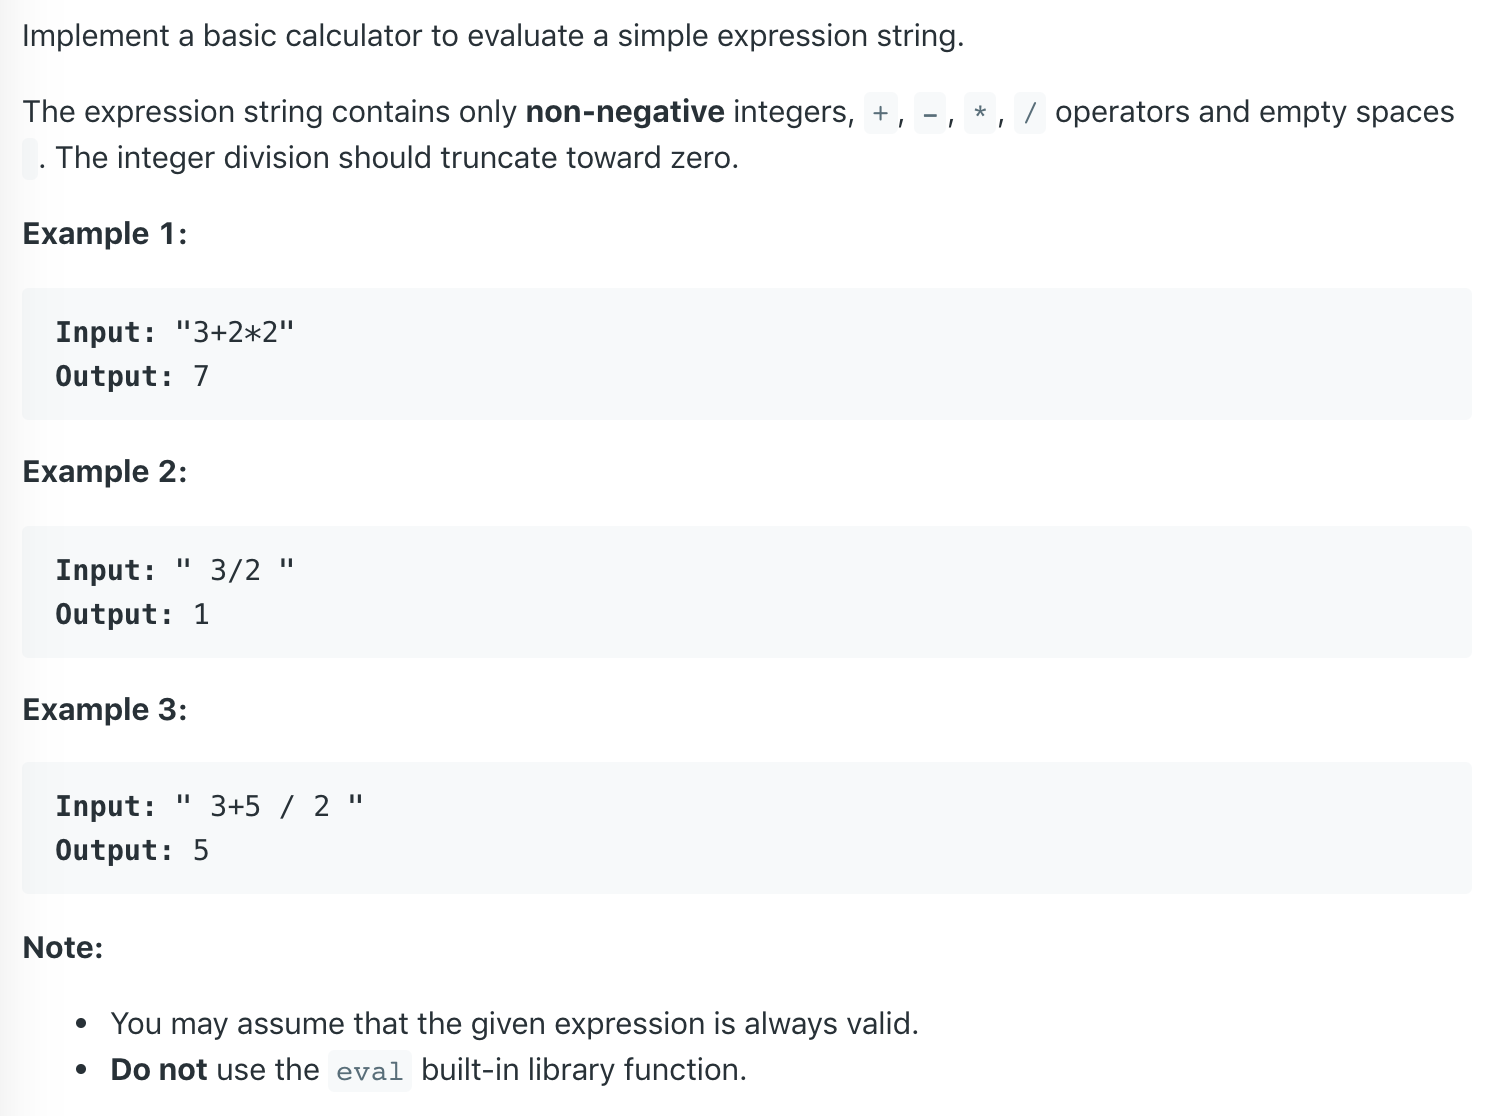 Implement a basic calculator to evaluate a simple expression string.
The expression string contains only non-negative integers, +, -, *, / operators and empty spaces
. The integer division should truncate toward zero.
Example 1:
Input: "3+2*2"
Output: 7
Example 2:
Input: " 3/2 "
Output: 1
Example 3:
Input: " 3+5 / 2 "
Output: 5
Note:
• You may assume that the given expression is always valid.
• Do not use the eval built-in library function.